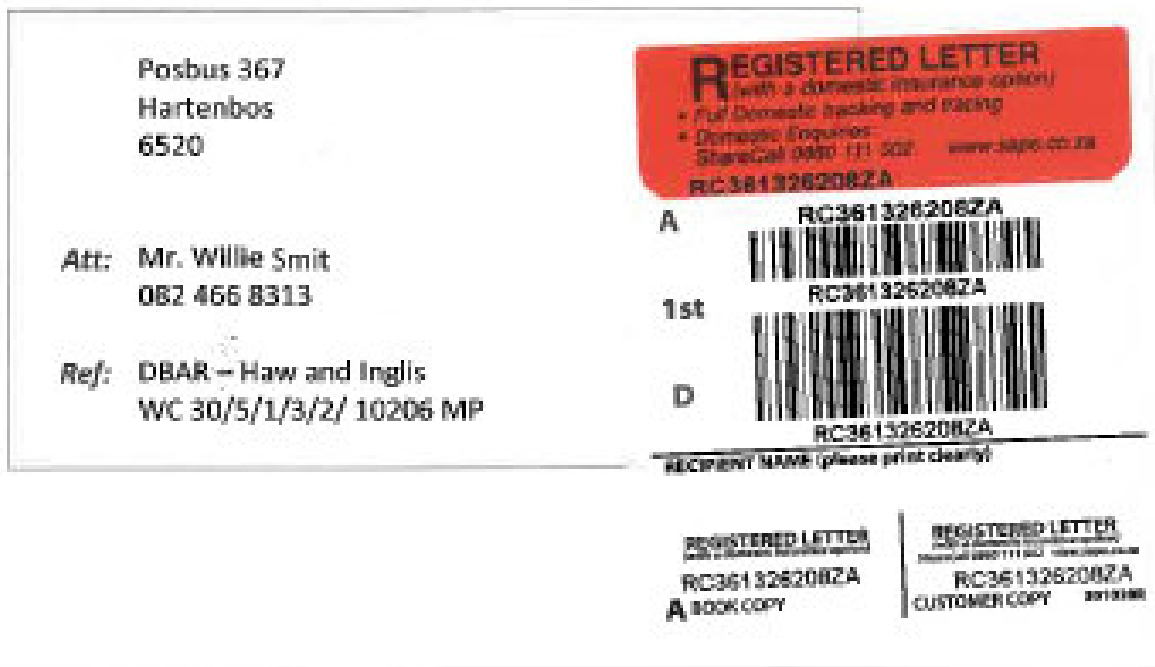 Posbus 367
Hartenbos
6520
Att: Mr. Willie Smit
082 466 8313
Ref: DBAR – Haw and Inglis
WC 30/5/1/3/2/ 10206 MP
REGISTERED LETTER
(with a domestic insurance option)
• Full Domestic tracking and tracing
• Domestic Enquiries
ShareCall 0860 111 502 www.sapo.co.za
RC361326208ZA
A RC361326208ZA
RC361326208ZA
1st
D
RC361326208ZA
RECIPIENT NAME (please print clearly)
REGISTERED LETTER
RC361326208ZA
A BOOK COPY
REGISTERED LETTER
RC361326208ZA
CUSTOMER COPY